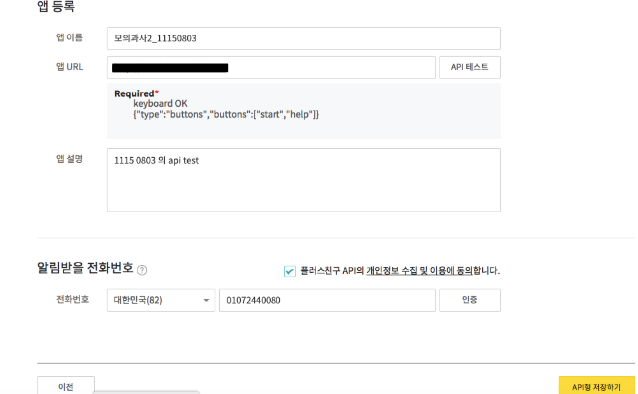 앱 등록
앱 이름 모의과사2_11150803
앱 URL API 테스트
Required*
keyboard OK
{"type":"buttons","buttons":["start","help"]}
앱 설명 1115 0803 의 api test
알림받을 전화번호 ? 플러스친구 API의 개인정보 수집 및 이용에 동의합니다.
전화번호 대한민국(82) 01072440080 인증
이전 API형 저장하기